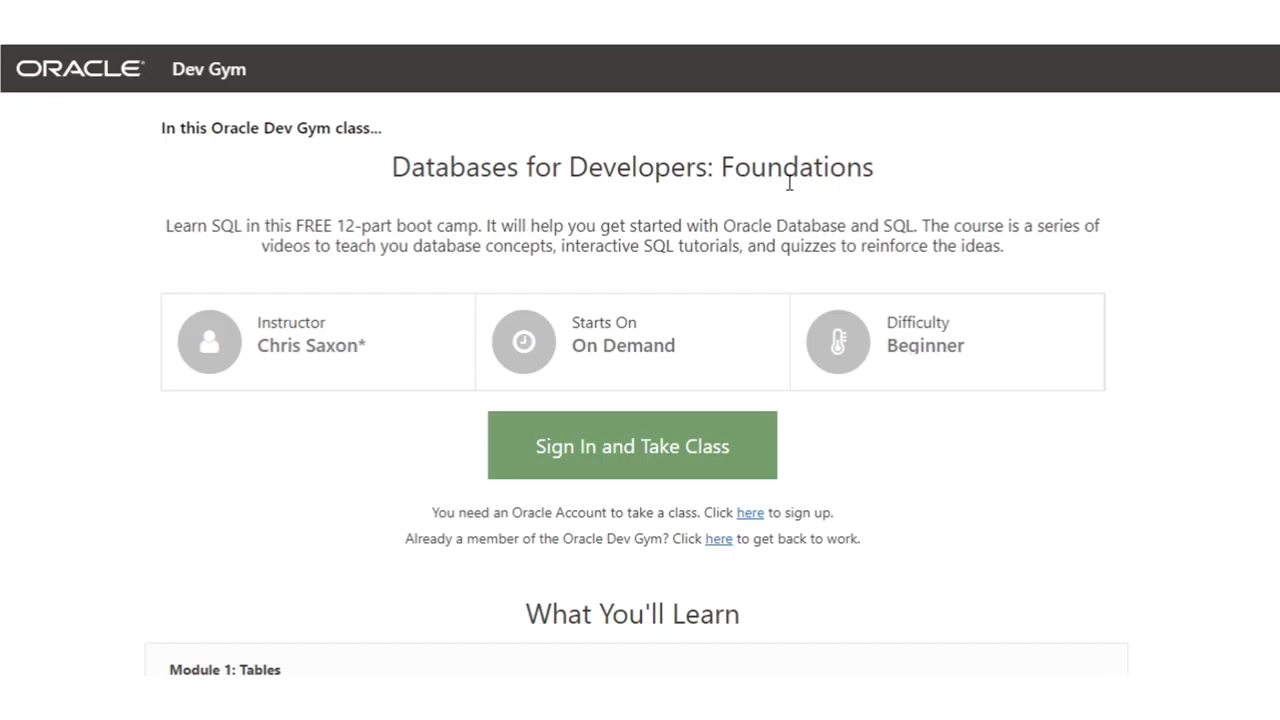 ORACLE Dev Gym
In this Oracle Dev Gym class...
Databases for Developers: Foundations
Learn SQL in this FREE 12-part boot camp. It will help you get started with Oracle Database and SQL. The course is a series of
videos to teach you database concepts, interactive SQL tutorials, and quizzes to reinforce the ideas.
Instructor
Chris Saxon*
Starts On
On Demand
Difficulty
Beginner
Sign In and Take Class
You need an Oracle Account to take a class. Click here to sign up.
Already a member of the Oracle Dev Gym? Click here to get back to work.
What You'll Learn
Module 1: Tables